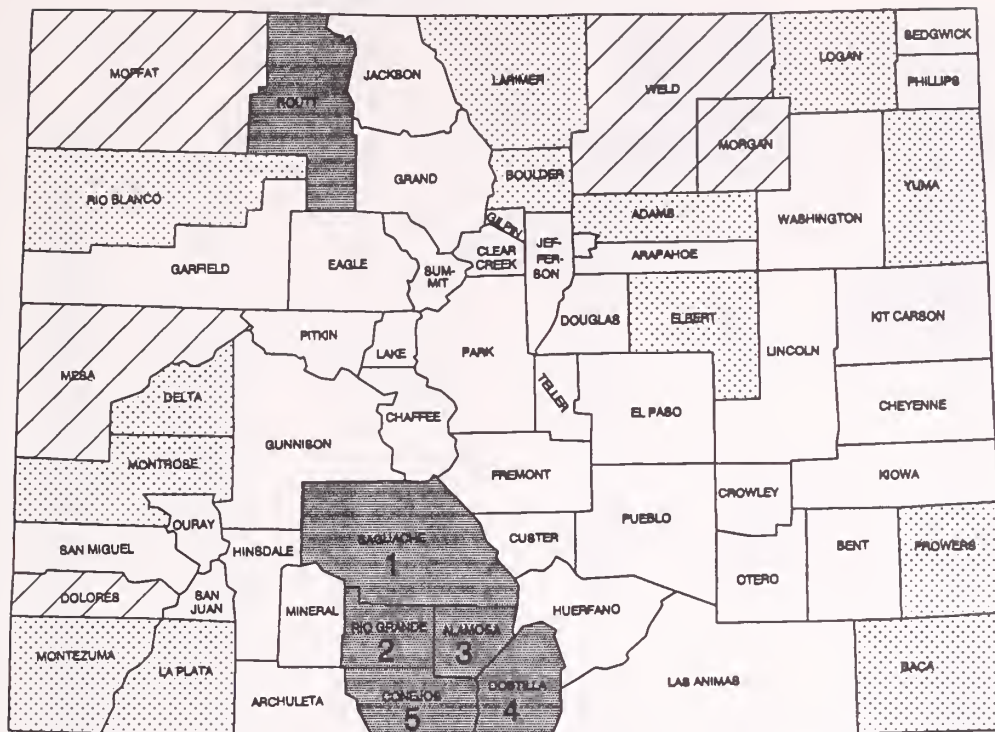 SEDGWICK
LOGAN
MOFFAT
JACKSON
LARIMER
WELD
PHILLIPS
ROUTT
MORGAN
GRAND
BOULDER
YUMA
RIO BLANCO
GILPIN
ADAMS
WASHINGTON
GARFIELD
EAGLE
SUM-
MIT
CLEAR
CREEK
JEF-
FER-
SON
ARAPAHOE
PITKIN
LAKE
PARK
DOUGLAS
ELBERT
LINCOLN
KIT CARSON
MESA
DELTA
CHAFFEE
TELLER
EL PASO
CHEYENNE
GUNNISON
MONTROSE
FREMONT
KIOWA
CROWLEY
OURAY
PUEBLO
SAN MIGUEL
HINSDALE
SAGUACHE
1
CUSTER
BENT
PROWERS
OTERO
DOLORES
SAN
JUAN
MINERAL
HUERFANO
RIO GRANDE
2
ALAMOSA
3
MONTEZUMA
LA PLATA
ARCHULETA
CONEJOS
5
COSTILLA
4
LAS ANIMAS
BACA